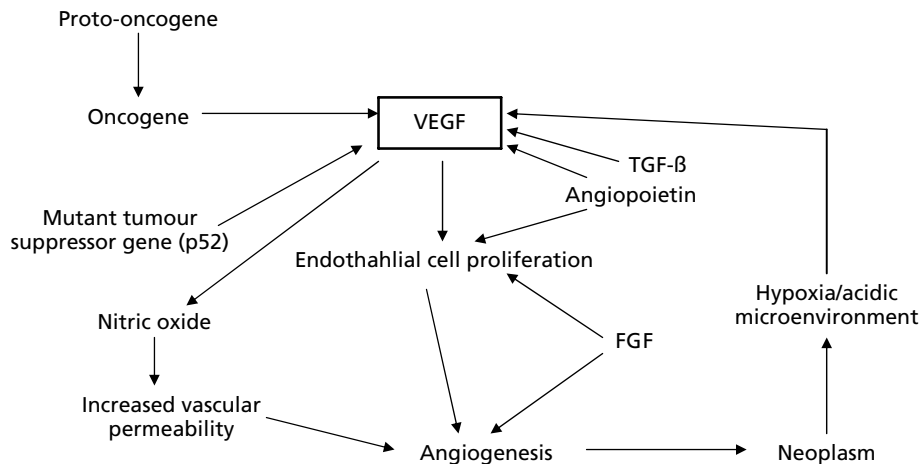 Proto-oncogene
Oncogene
VEGF
TGF-ß
Angiopoietin
Mutant tumour
suppressor gene (p52)
Endothahlial cell proliferation
Hypoxia/acidic
microenvironment
Nitric oxide
FGF
Increased vascular
permeability
Angiogenesis
Neoplasm